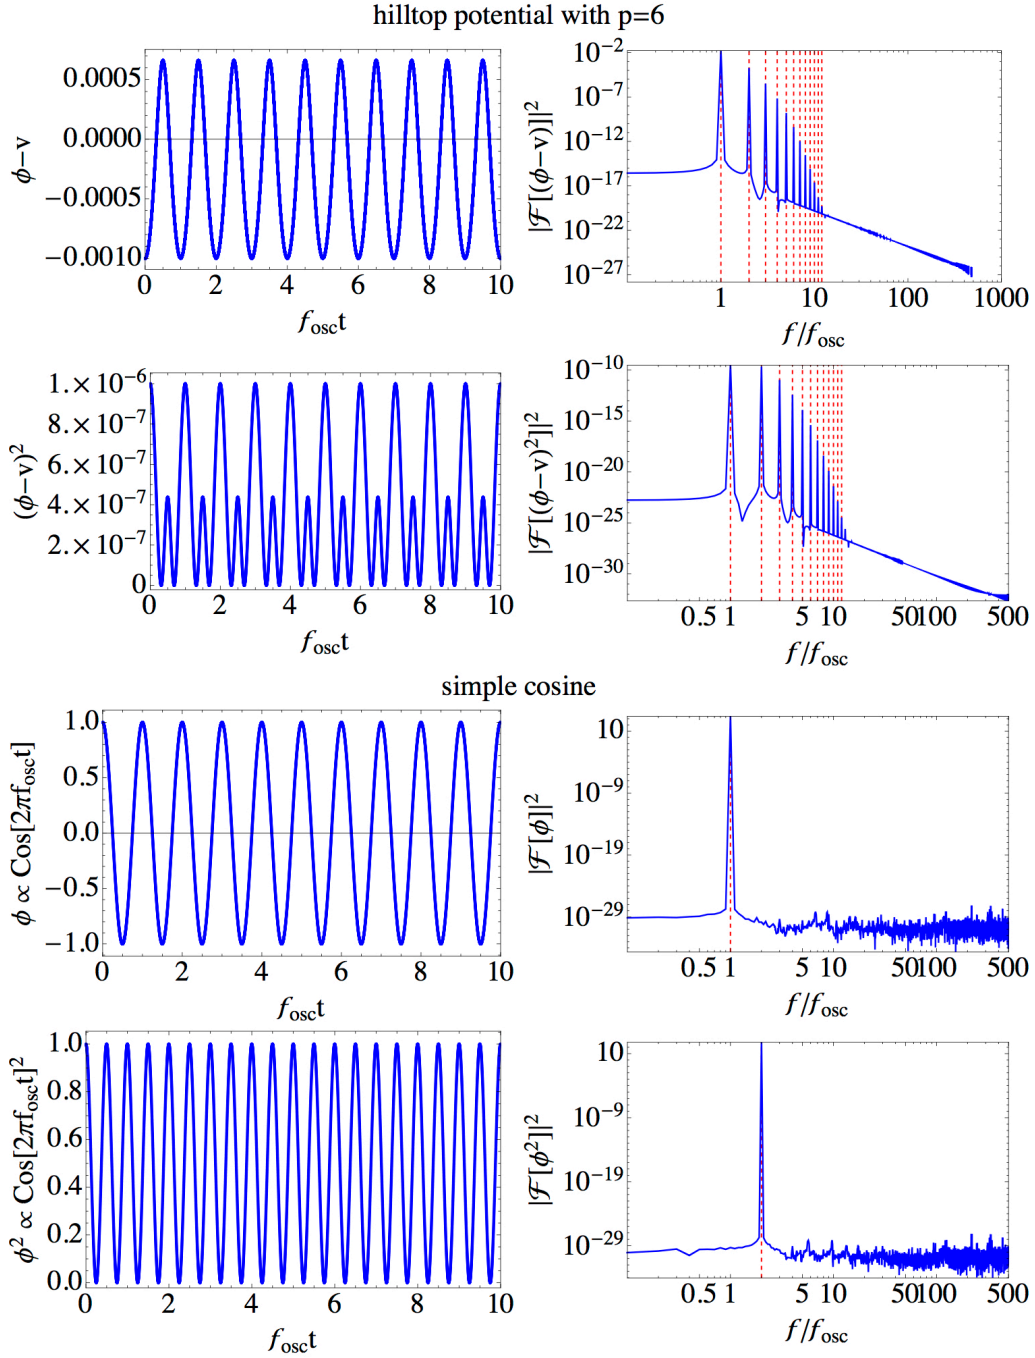 hilltop potential with p=6
0.0005
0.0000
−0.0005
−0.0010
ϕ−v
0 2 4 6 8 10
f_osc t
10^−2
10^−7
10^−12
10^−17
10^−22
10^−27
|ℱ[(ϕ−v)]|^2
1 10 100 1000
f/f_osc
1.×10^−6
8.×10^−7
6.×10^−7
4.×10^−7
2.×10^−7
0
(ϕ−v)^2
0 2 4 6 8 10
f_osc t
10^−10
10^−15
10^−20
10^−25
10^−30
|ℱ[(ϕ−v)^2]|^2
0.5 1 5 10 50 100 500
f/f_osc
simple cosine
1.0
0.5
0.0
−0.5
−1.0
ϕ ∝ Cos[2πf_osc t]
0 2 4 6 8 10
f_osc t
10
10^−9
10^−19
10^−29
|ℱ[ϕ]|^2
0.5 1 5 10 50 100 500
f/f_osc
1.0
0.8
0.6
0.4
0.2
0.0
ϕ^2 ∝ Cos[2πf_osc t]^2
0 2 4 6 8 10
f_osc t
10
10^−9
10^−19
10^−29
|ℱ[ϕ^2]|^2
0.5 1 5 10 50 100 500
f/f_osc